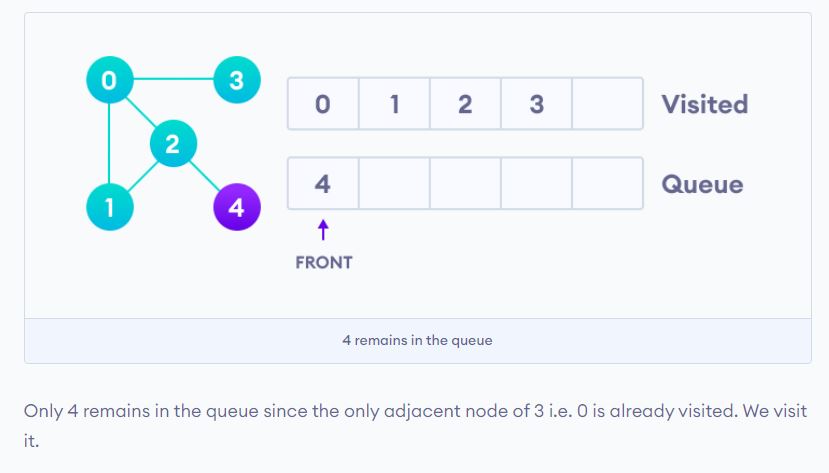 0 3
0 1 2 3 Visited
2
4 Queue
1 4
FRONT
4 remains in the queue
Only 4 remains in the queue since the only adjacent node of 3 i.e. 0 is already visited. We visit
it.